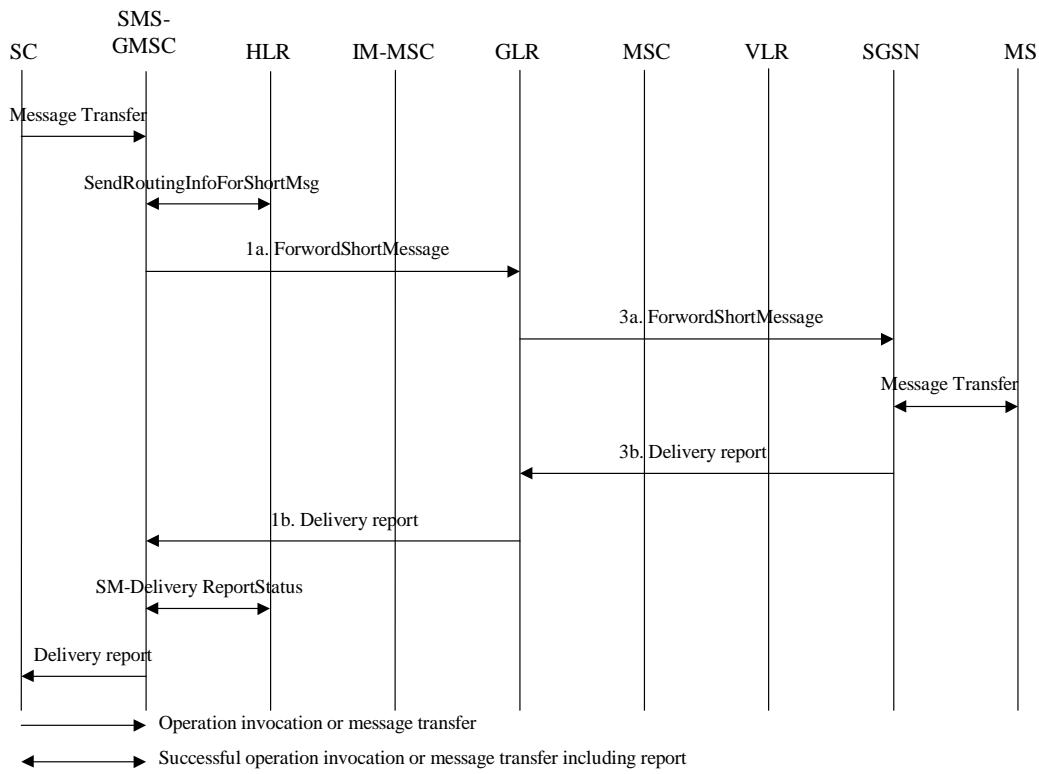 SMS-
GMSC
SC HLR IM-MSC GLR MSC VLR SGSN MS
Message Transfer
SendRoutingInfoForShortMsg
1a. ForwordShortMessage
3a. ForwordShortMessage
Message Transfer
3b. Delivery report
1b. Delivery report
SM-Delivery ReportStatus
Delivery report
Operation invocation or message transfer
Successful operation invocation or message transfer including report